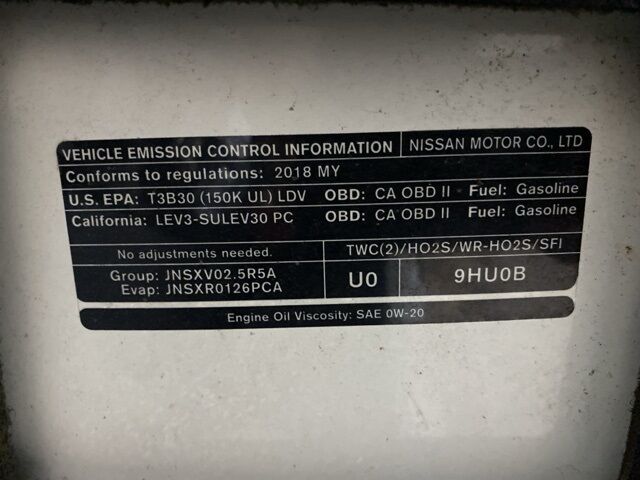 VEHICLE EMISSION CONTROL INFORMATION NISSAN MOTOR CO., LTD
Conforms to regulations: 2018 MY
U.S. EPA: T3B30 (150K UL) LDV OBD: CA OBD II Fuel: Gasoline
California: LEV3-SULEV30 PC OBD: CA OBD II Fuel: Gasoline
No adjustments needed. TWC(2)/HO2S/WR-HO2S/SFI
Group: JNSXV02.5R5A
Evap: JNSXR0126PCA
U0 9HU0B
Engine Oil Viscosity: SAE 0W-20